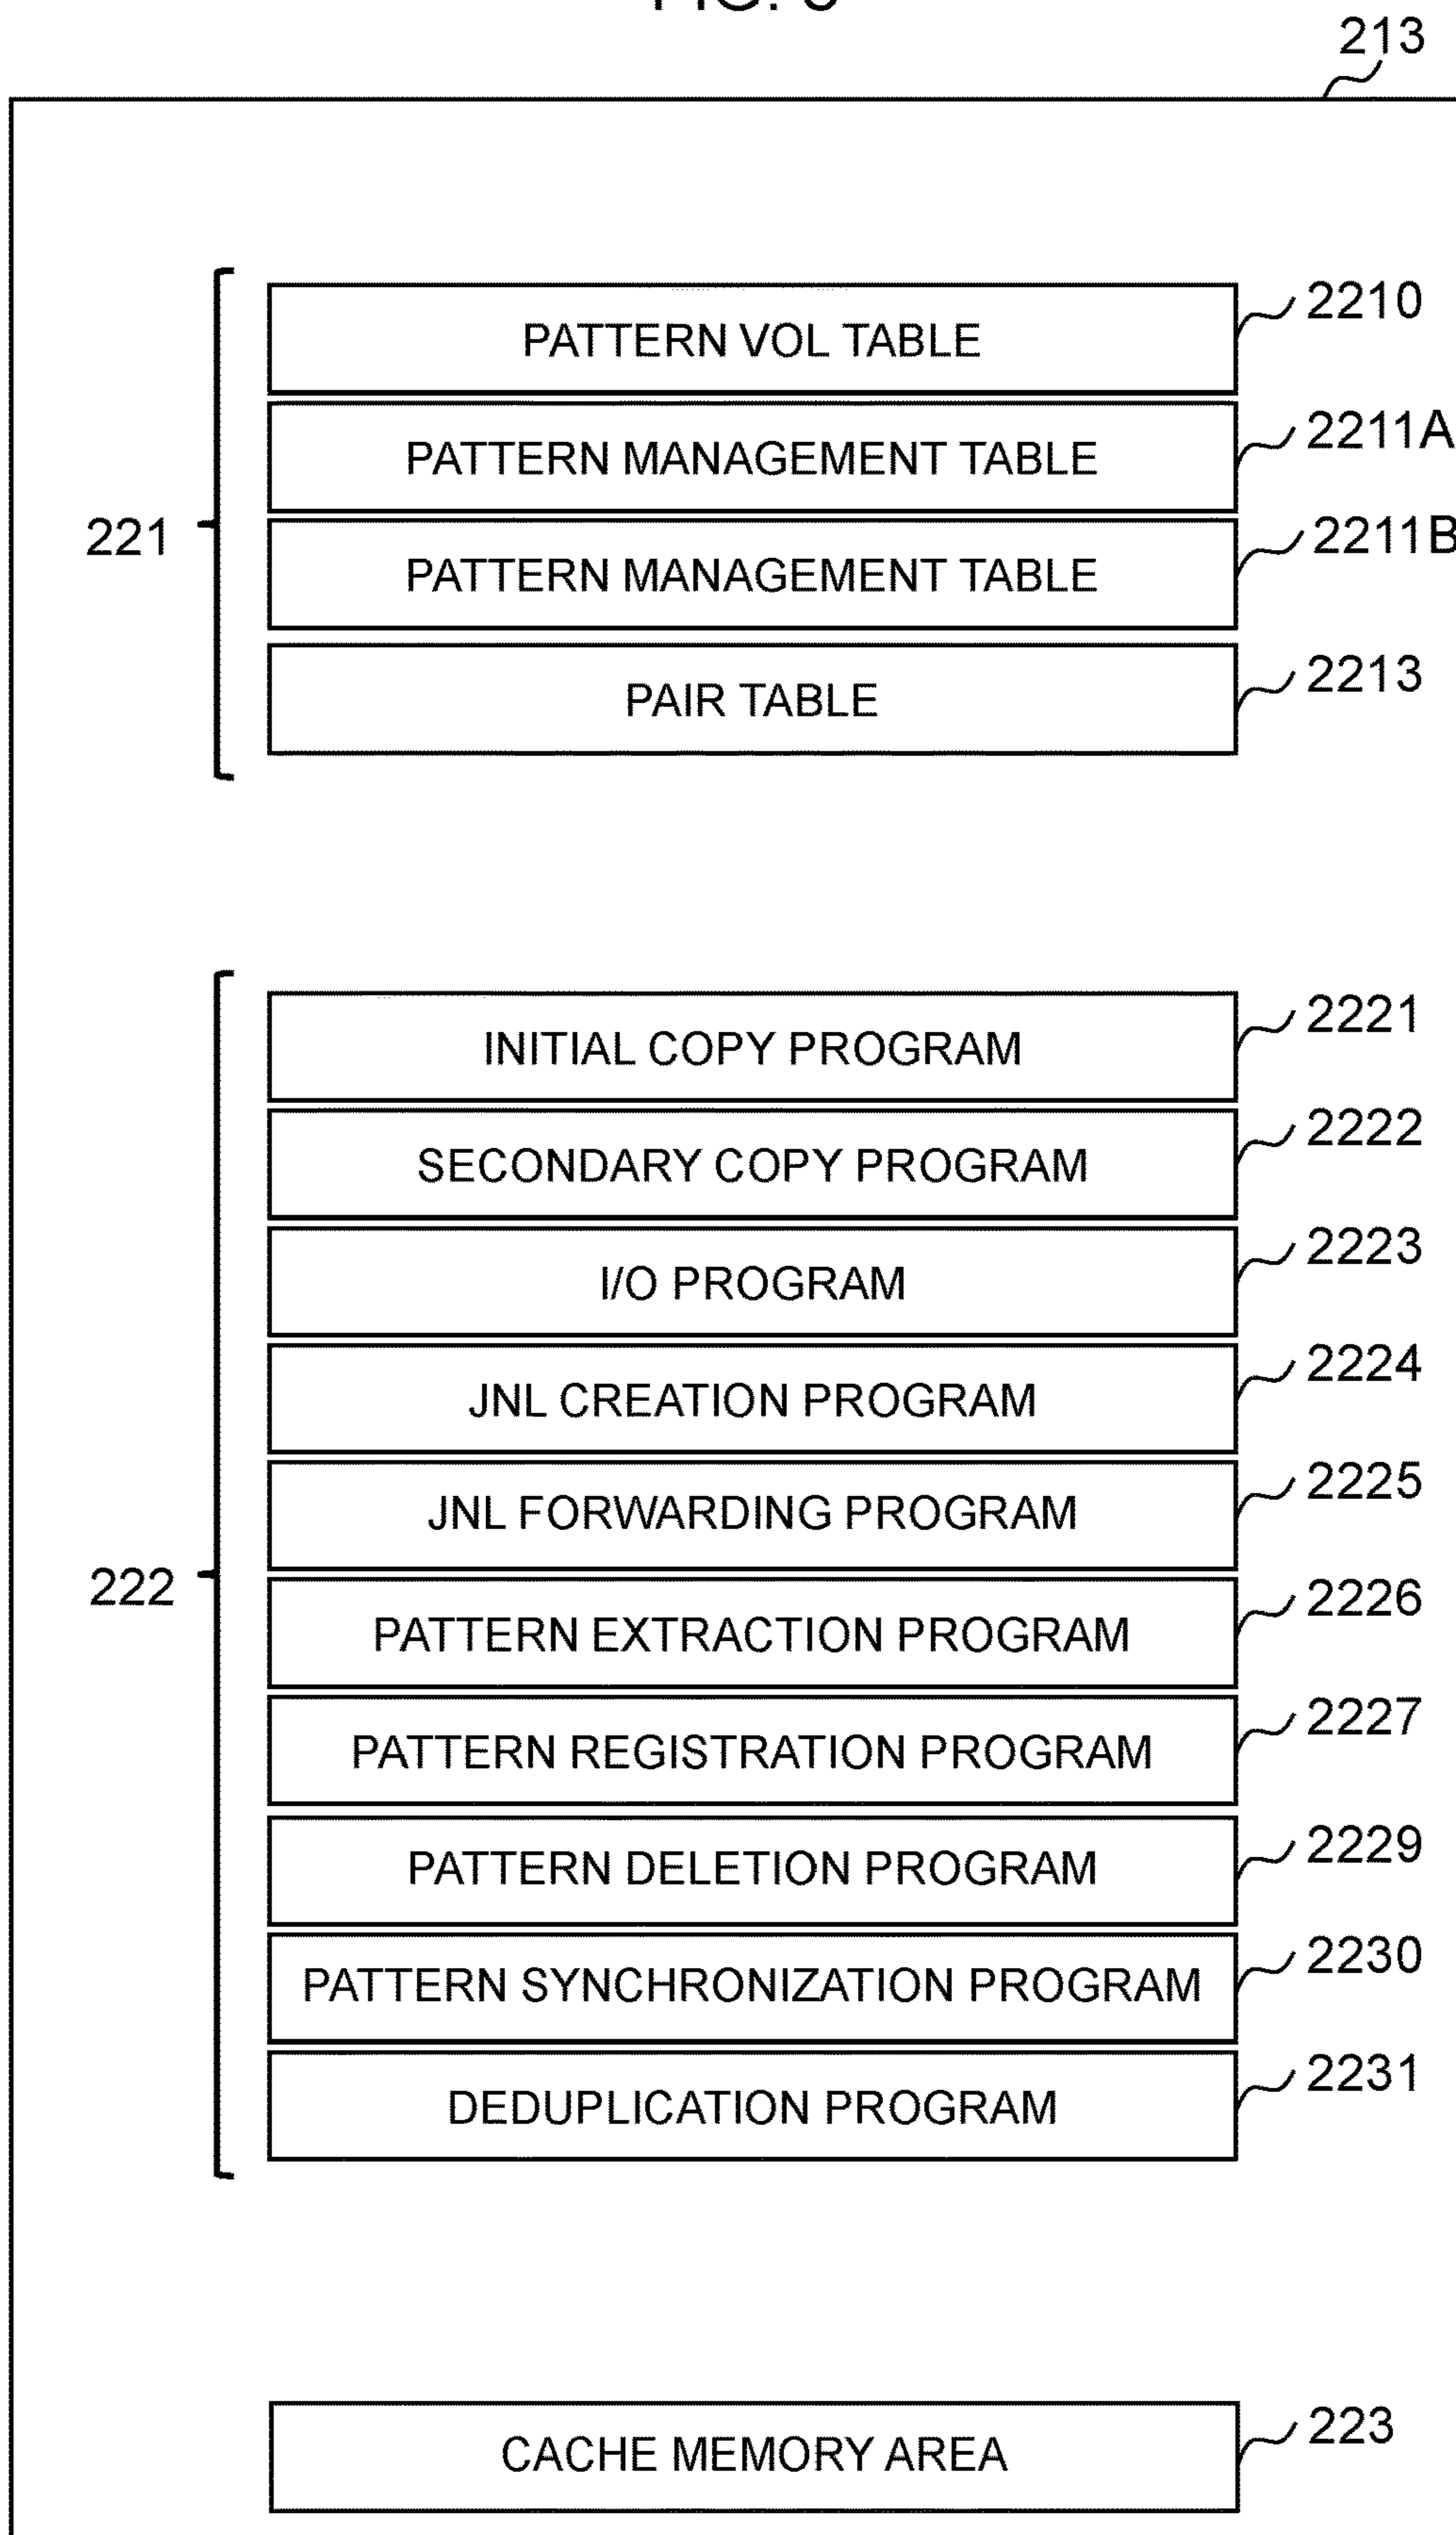 213
PATTERN VOL TABLE
2210
PATTERN MANAGEMENT TABLE
2211A
221
PATTERN MANAGEMENT TABLE
2211B
PAIR TABLE
2213
INITIAL COPY PROGRAM
2221
SECONDARY COPY PROGRAM
2222
I/O PROGRAM
2223
JNL CREATION PROGRAM
2224
JNL FORWARDING PROGRAM
2225
222
PATTERN EXTRACTION PROGRAM
2226
PATTERN REGISTRATION PROGRAM
2227
PATTERN DELETION PROGRAM
2229
PATTERN SYNCHRONIZATION PROGRAM
2230
DEDUPLICATION PROGRAM
2231
CACHE MEMORY AREA
223